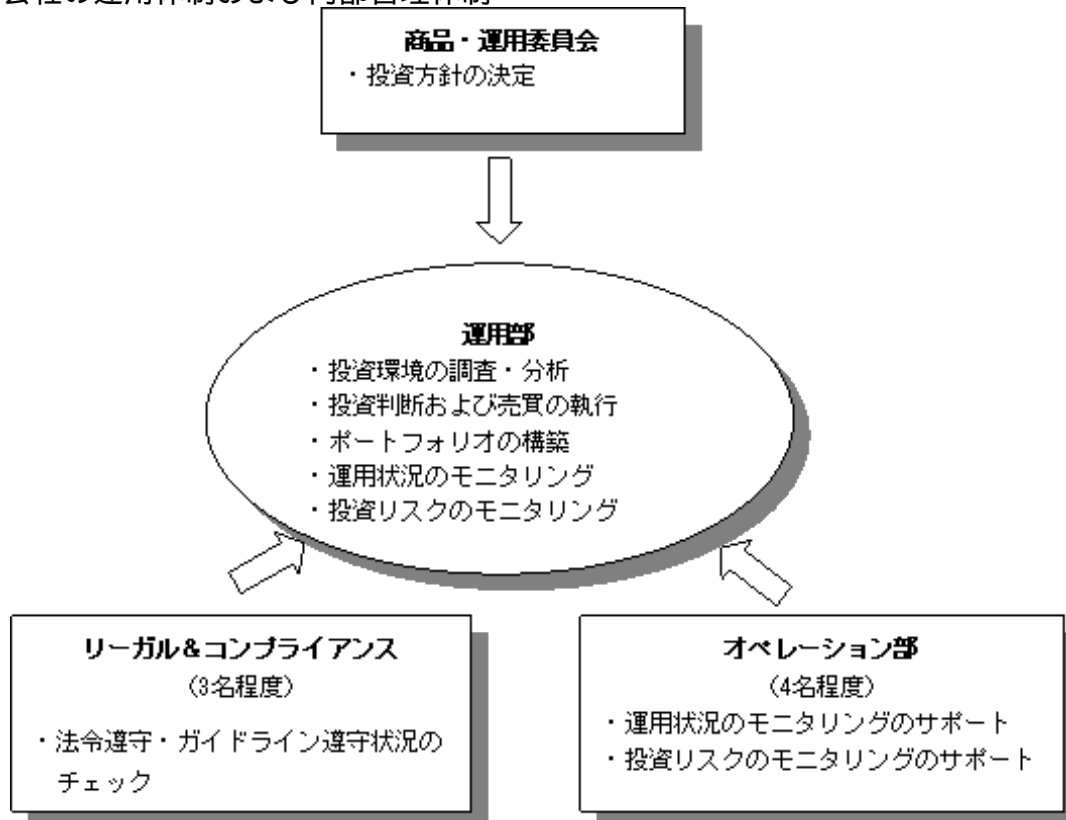 会社の運用体制および内部管理体制
商品・運用委員会
・投資方針の決定
運用部
・投資環境の調査・分析
・投資判断および売買の執行
・ポートフォリオの構築
・運用状況のモニタリング
・投資リスクのモニタリング
リーガル&コンプライアンス
(3名程度)
・法令遵守・ガイドライン遵守状況の
チェック
オペレーション部
(4名程度)
・運用状況のモニタリングのサポート
・投資リスクのモニタリングのサポート